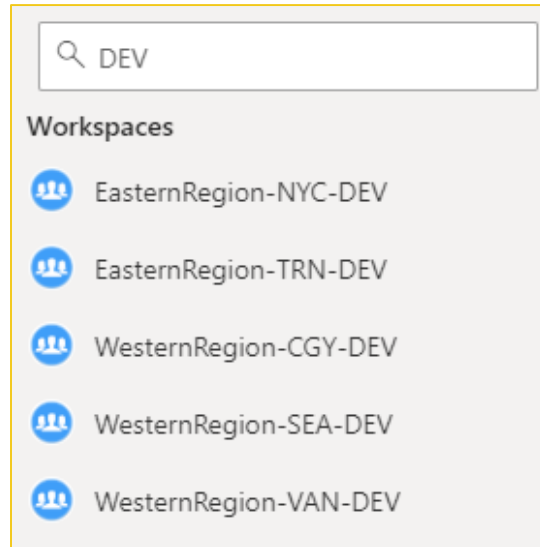 DEV
Workspaces
EasternRegion-NYC-DEV
EasternRegion-TRN-DEV
WesternRegion-CGY-DEV
WesternRegion-SEA-DEV
WesternRegion-VAN-DEV